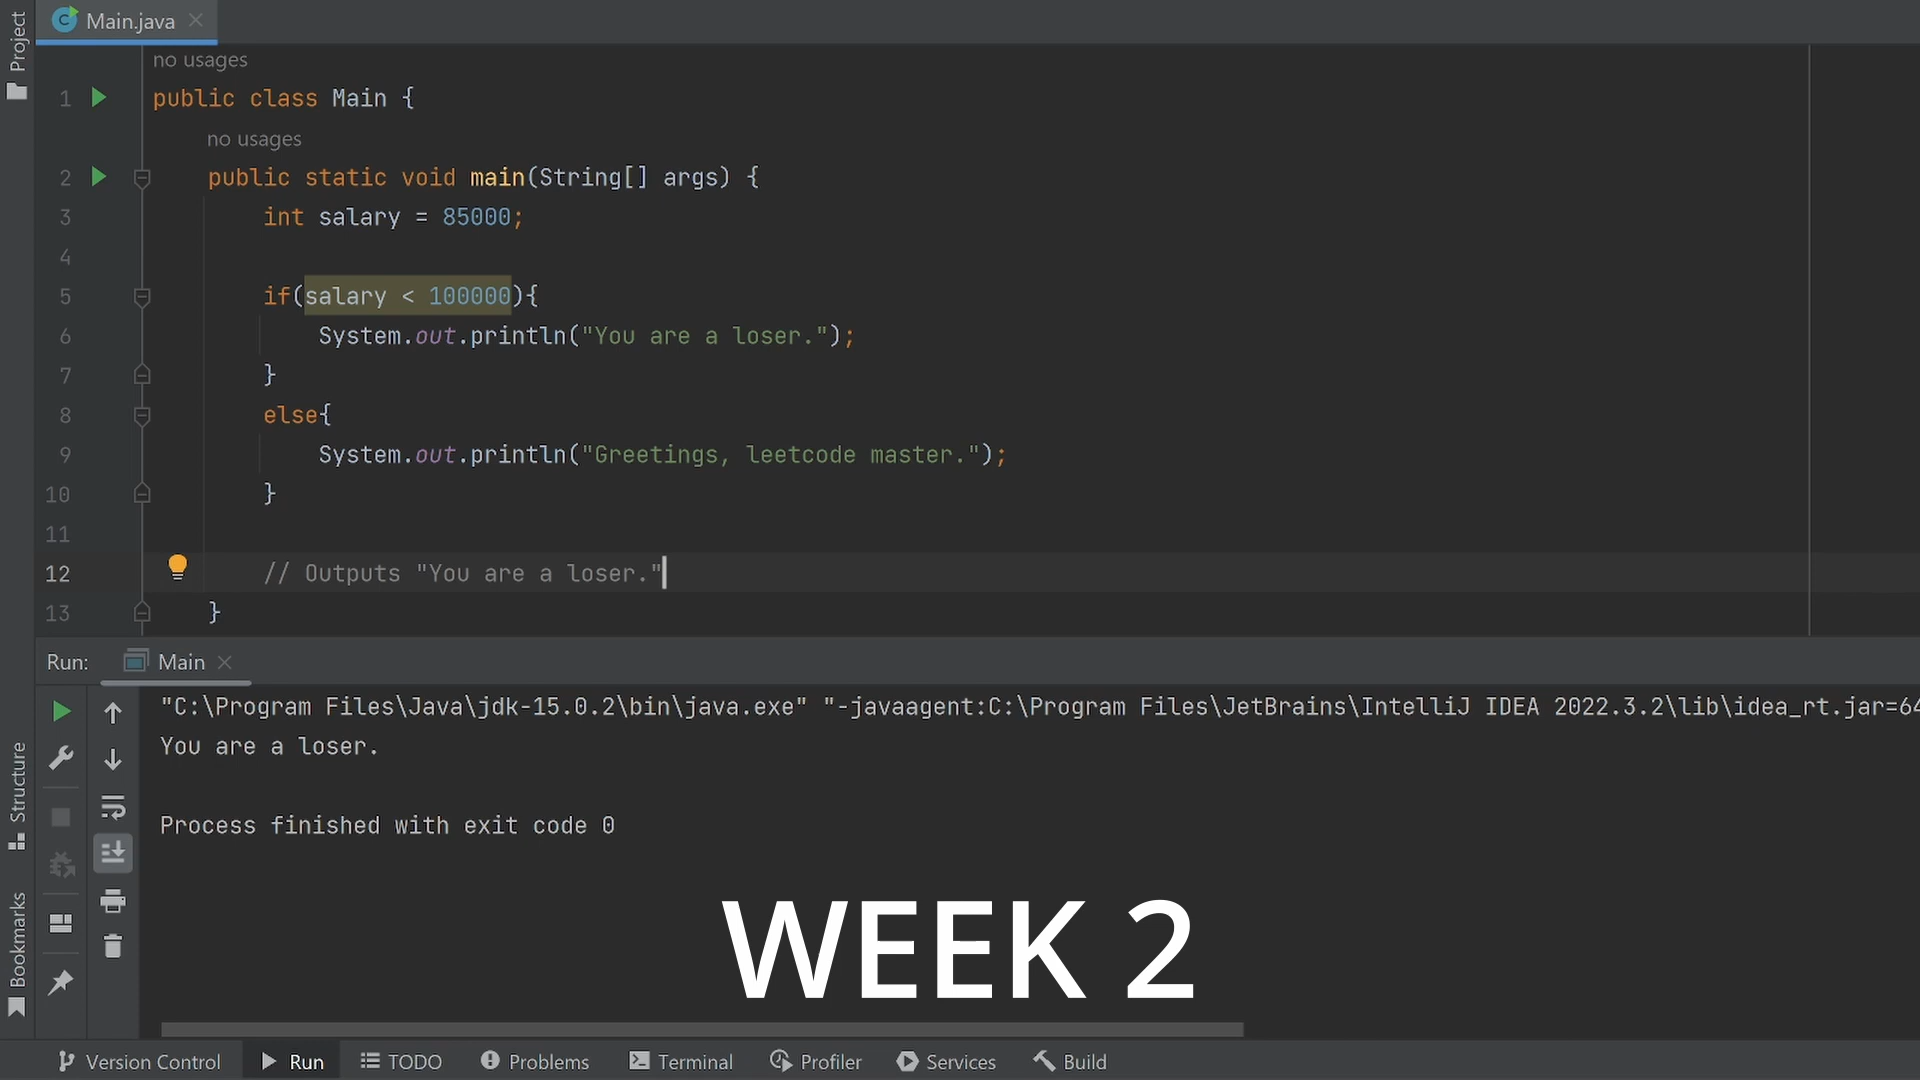 Main.java
Project
no usages
1 public class Main {
no usages
2 public static void main(String[] args) {
3 int salary = 85000;
4
5 if(salary < 100000){
6 System.out.println("You are a loser.");
7 }
8 else{
9 System.out.println("Greetings, leetcode master.");
10 }
11
12 // Outputs "You are a loser."
13 }
Run: Main
"C:\Program Files\Java\jdk-15.0.2\bin\java.exe" "-javaagent:C:\Program Files\JetBrains\IntelliJ IDEA 2022.3.2\lib\idea_rt.jar=64
You are a loser.
Process finished with exit code 0
Structure
Bookmarks
WEEK 2
Version Control Run TODO Problems Terminal Profiler Services Build